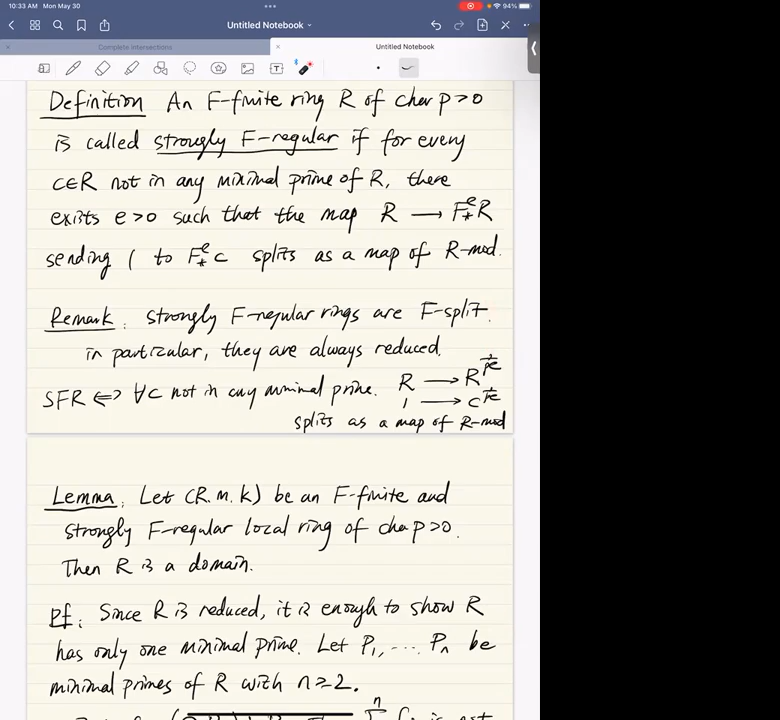 10:33 AM Mon May 30
94%
Untitled Notebook
Complete intersections
Untitled Notebook
Definition An F-finite ring R of char p>0
is called strongly F-regular if for every
c∈R not in any minimal prime of R, there
exists e>0 such that the map R → F^e_*R
sending 1 to F^e_*c splits as a map of R-mod.
Remark: strongly F-regular rings are F-split.
in particular, they are always reduced.
SFR ⟺ ∀c not in any minimal prime. R → R^{1/p^e}
1 → c^{1/p^e}
splits as a map of R-mod
Lemma: Let (R.m.k) be an F-finite and
strongly F-regular local ring of char p>0.
Then R is a domain.
Pf: Since R is reduced, it is enough to show R
has only one minimal prime. Let P_1, ... P_n be
minimal primes of R with n≥2.
is not